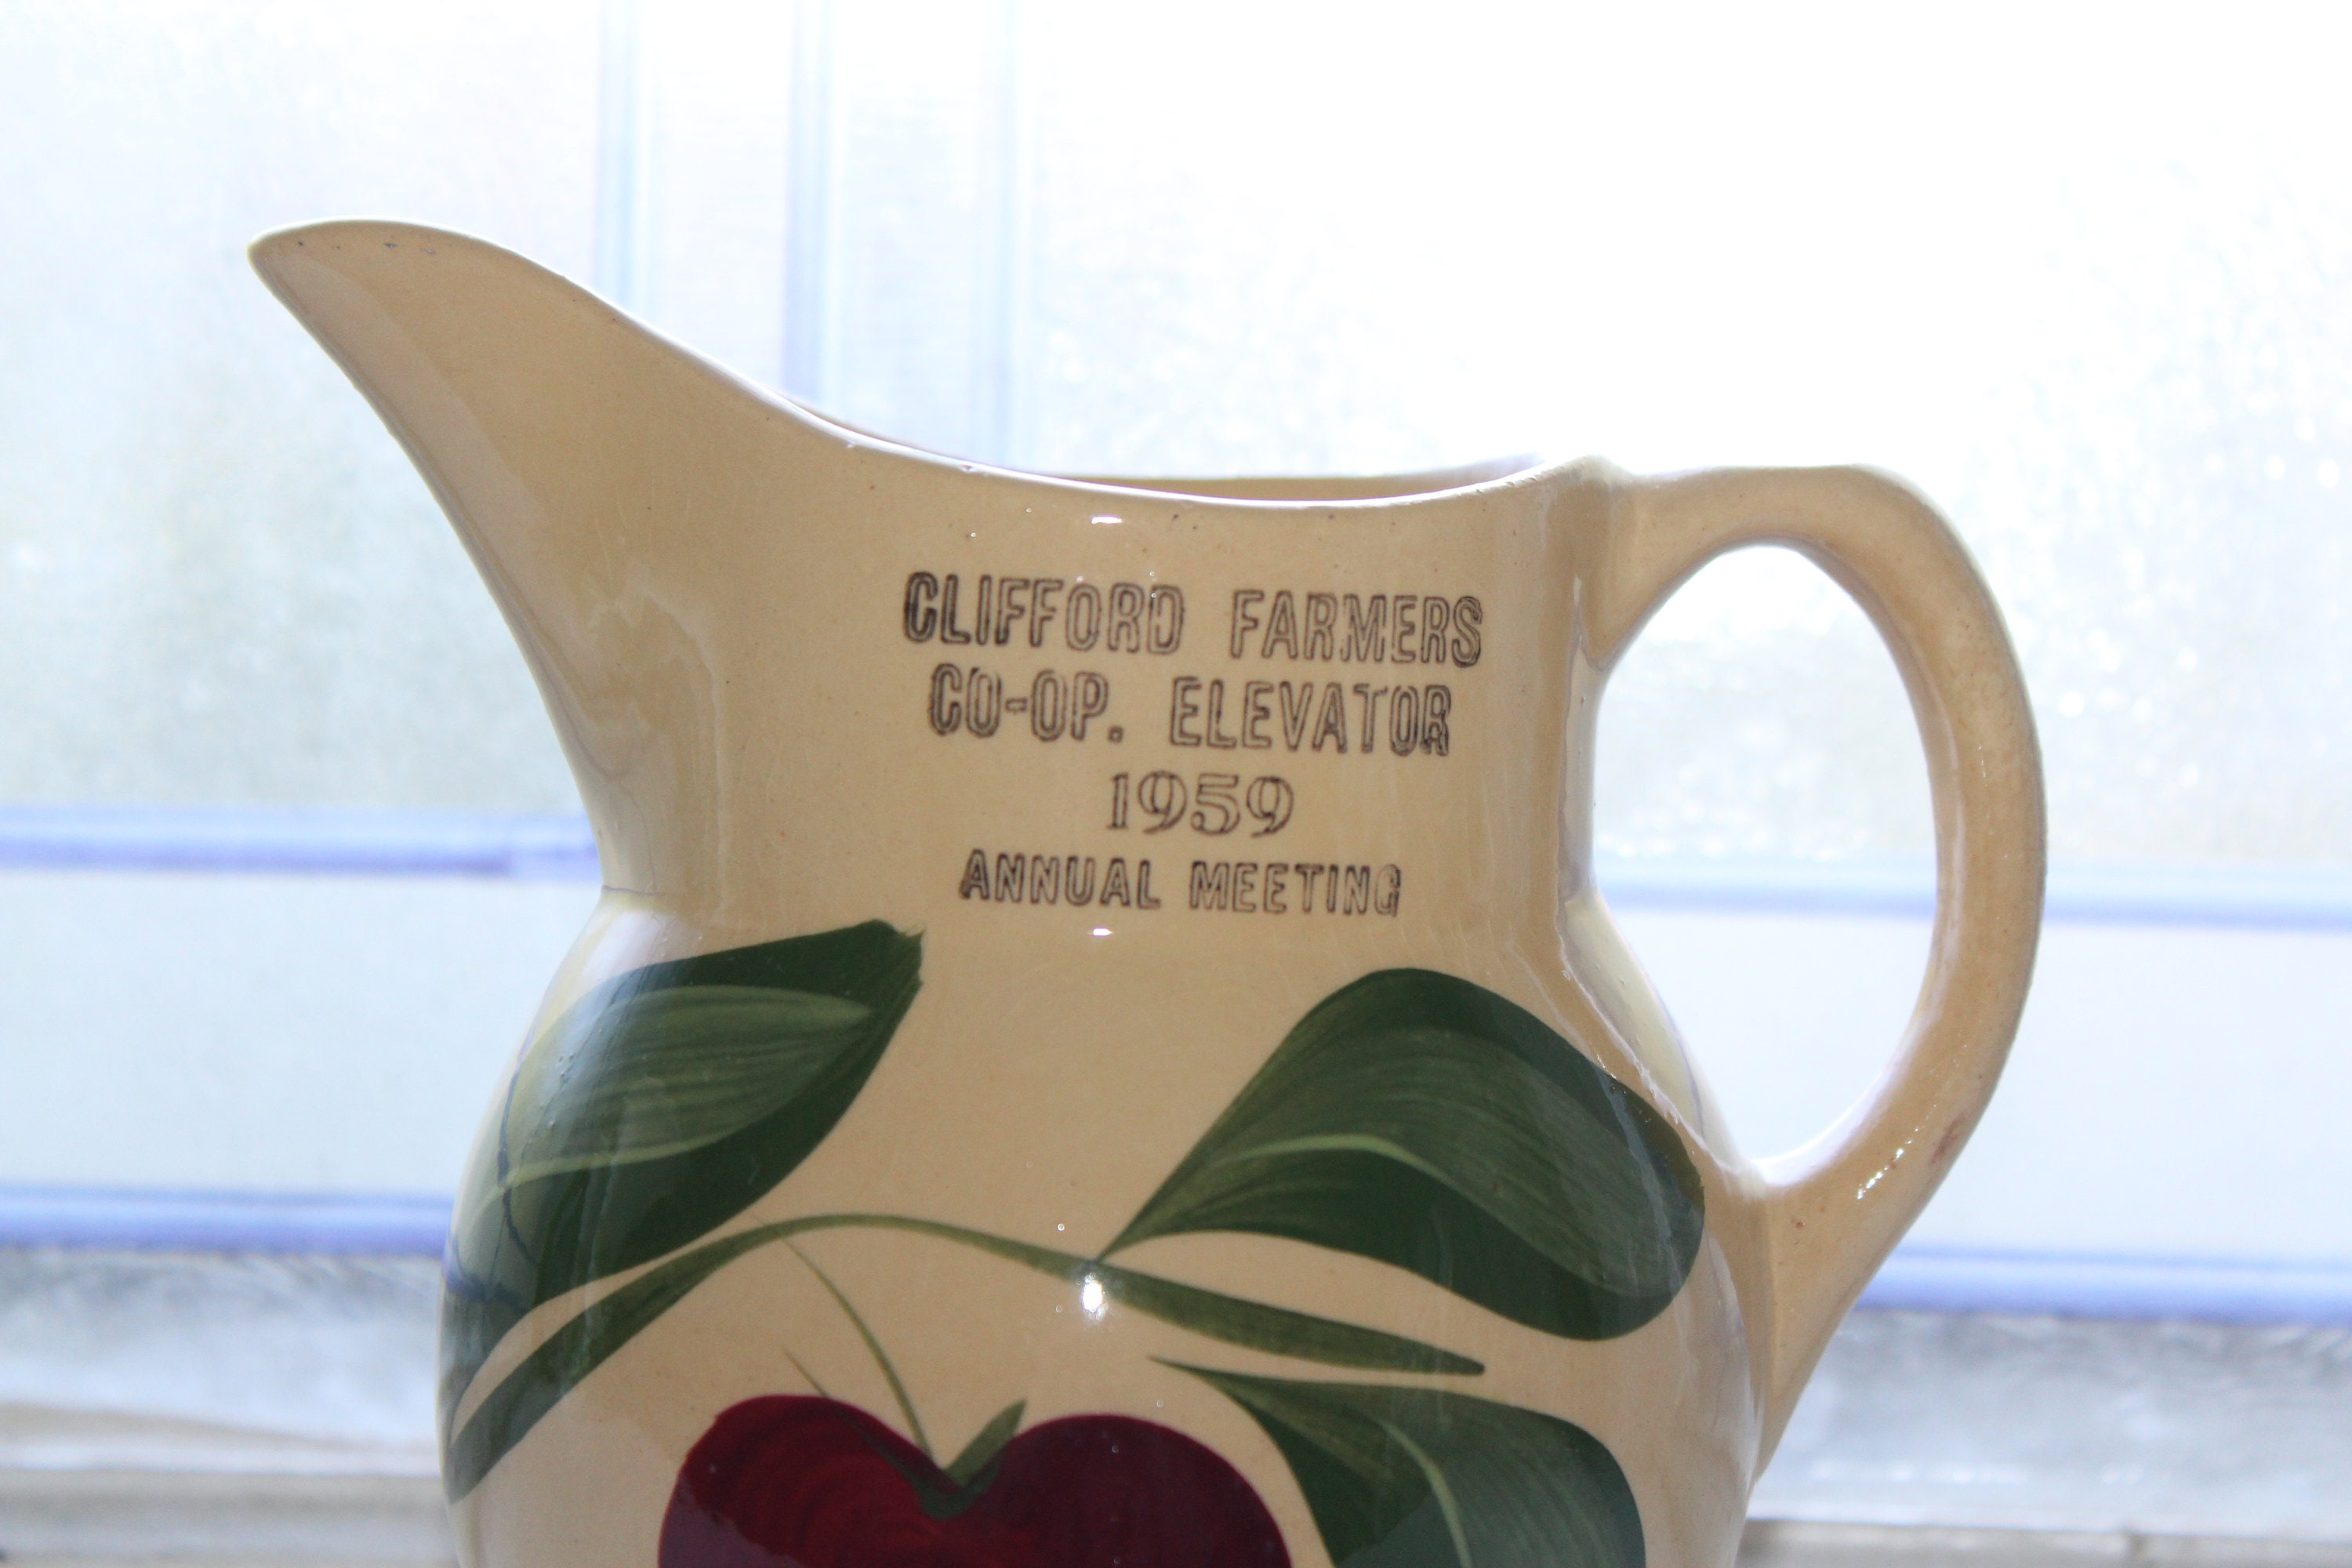 CLIFFORD FARMERS
CO-OP. ELEVATOR
1959
ANNUAL MEETING